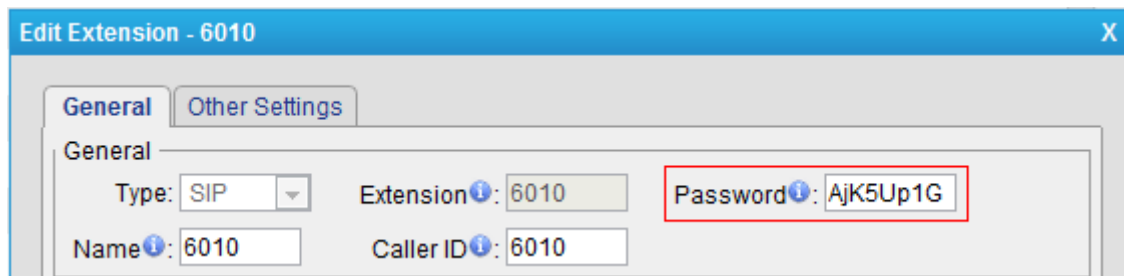 Edit Extension - 6010 X
General Other Settings
General
Type: SIP Extension i: 6010 Password i: AjK5Up1G
Name i: 6010 Caller ID i: 6010